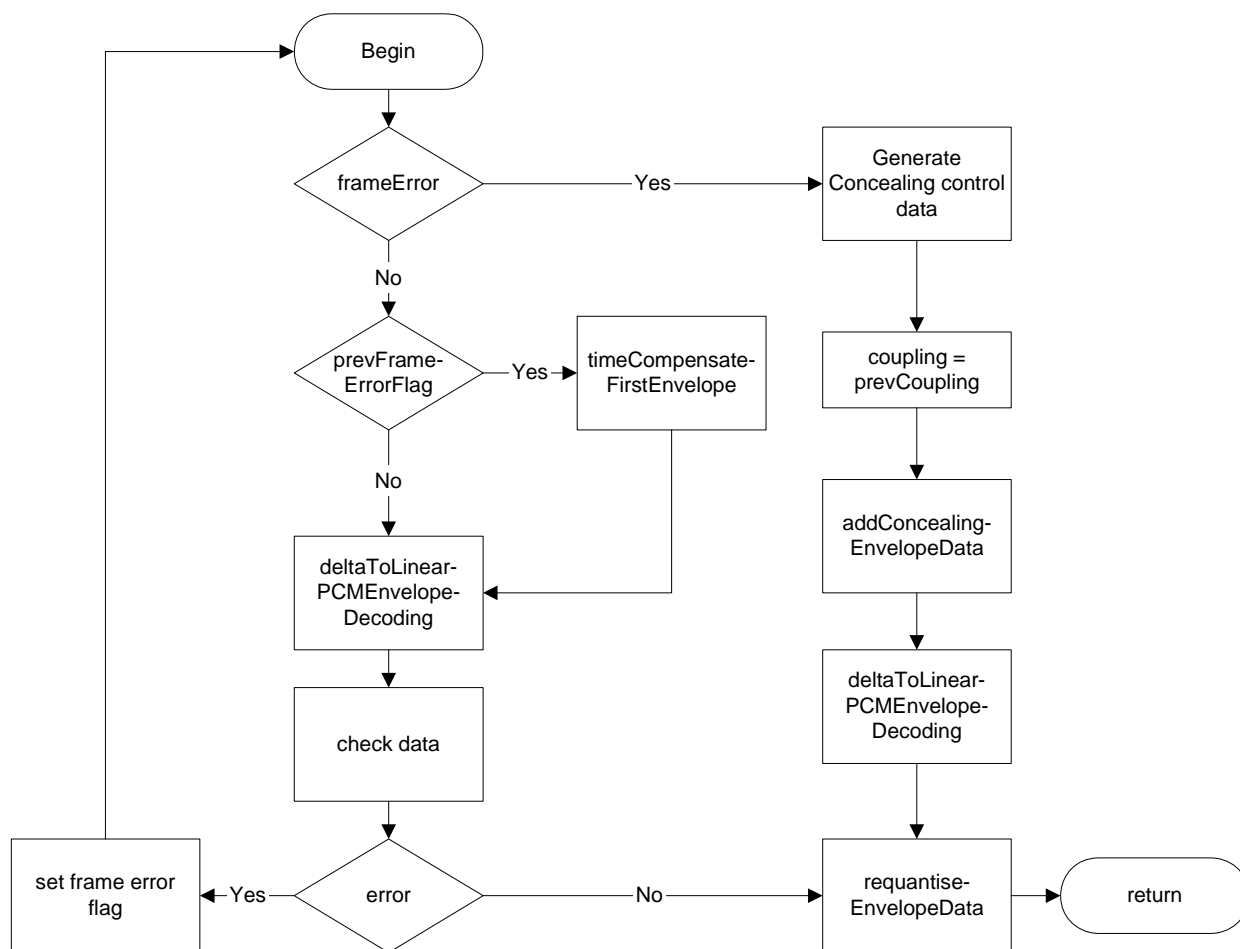 Begin
frameError
Yes
Generate
Concealing control
data
No
prevFrame-
ErrorFlag
Yes
timeCompensate-
FirstEnvelope
coupling =
prevCoupling
No
deltaToLinear-
PCMEnvelope-
Decoding
addConcealing-
EnvelopeData
check data
deltaToLinear-
PCMEnvelope-
Decoding
set frame error
flag
Yes
error
No
requantise-
EnvelopeData
return